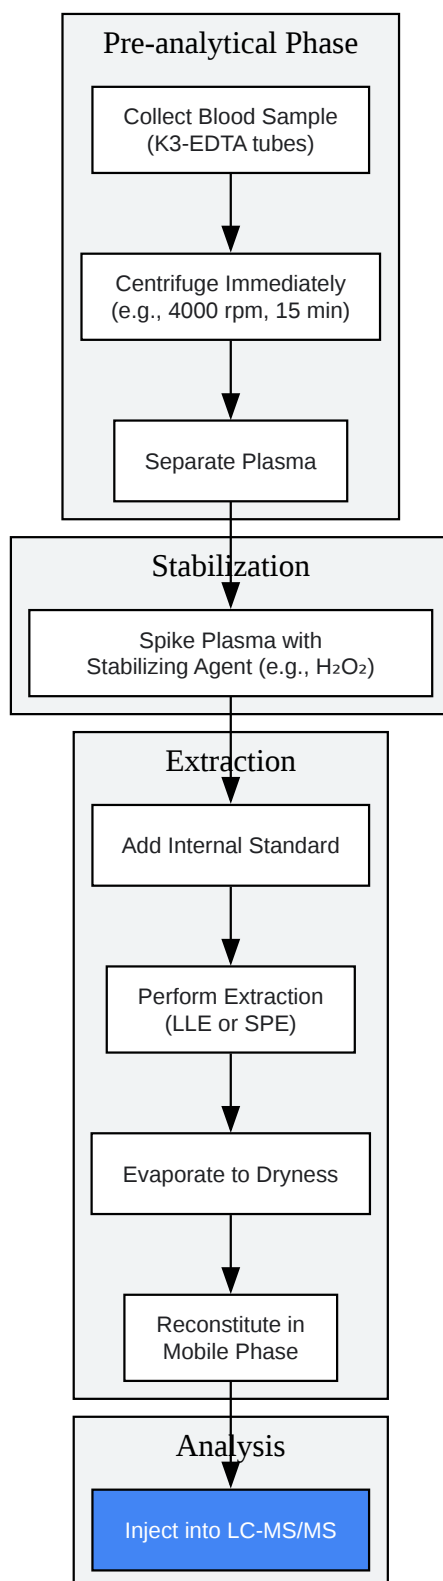 Pre-analytical Phase
Collect Blood Sample
(K3-EDTA tubes)
Centrifuge Immediately
(e.g., 4000 rpm, 15 min)
Separate Plasma
Stabilization
Spike Plasma with
Stabilizing Agent (e.g., H₂O₂)
Extraction
Add Internal Standard
Perform Extraction
(LLE or SPE)
Evaporate to Dryness
Reconstitute in
Mobile Phase
Analysis
Inject into LC-MS/MS